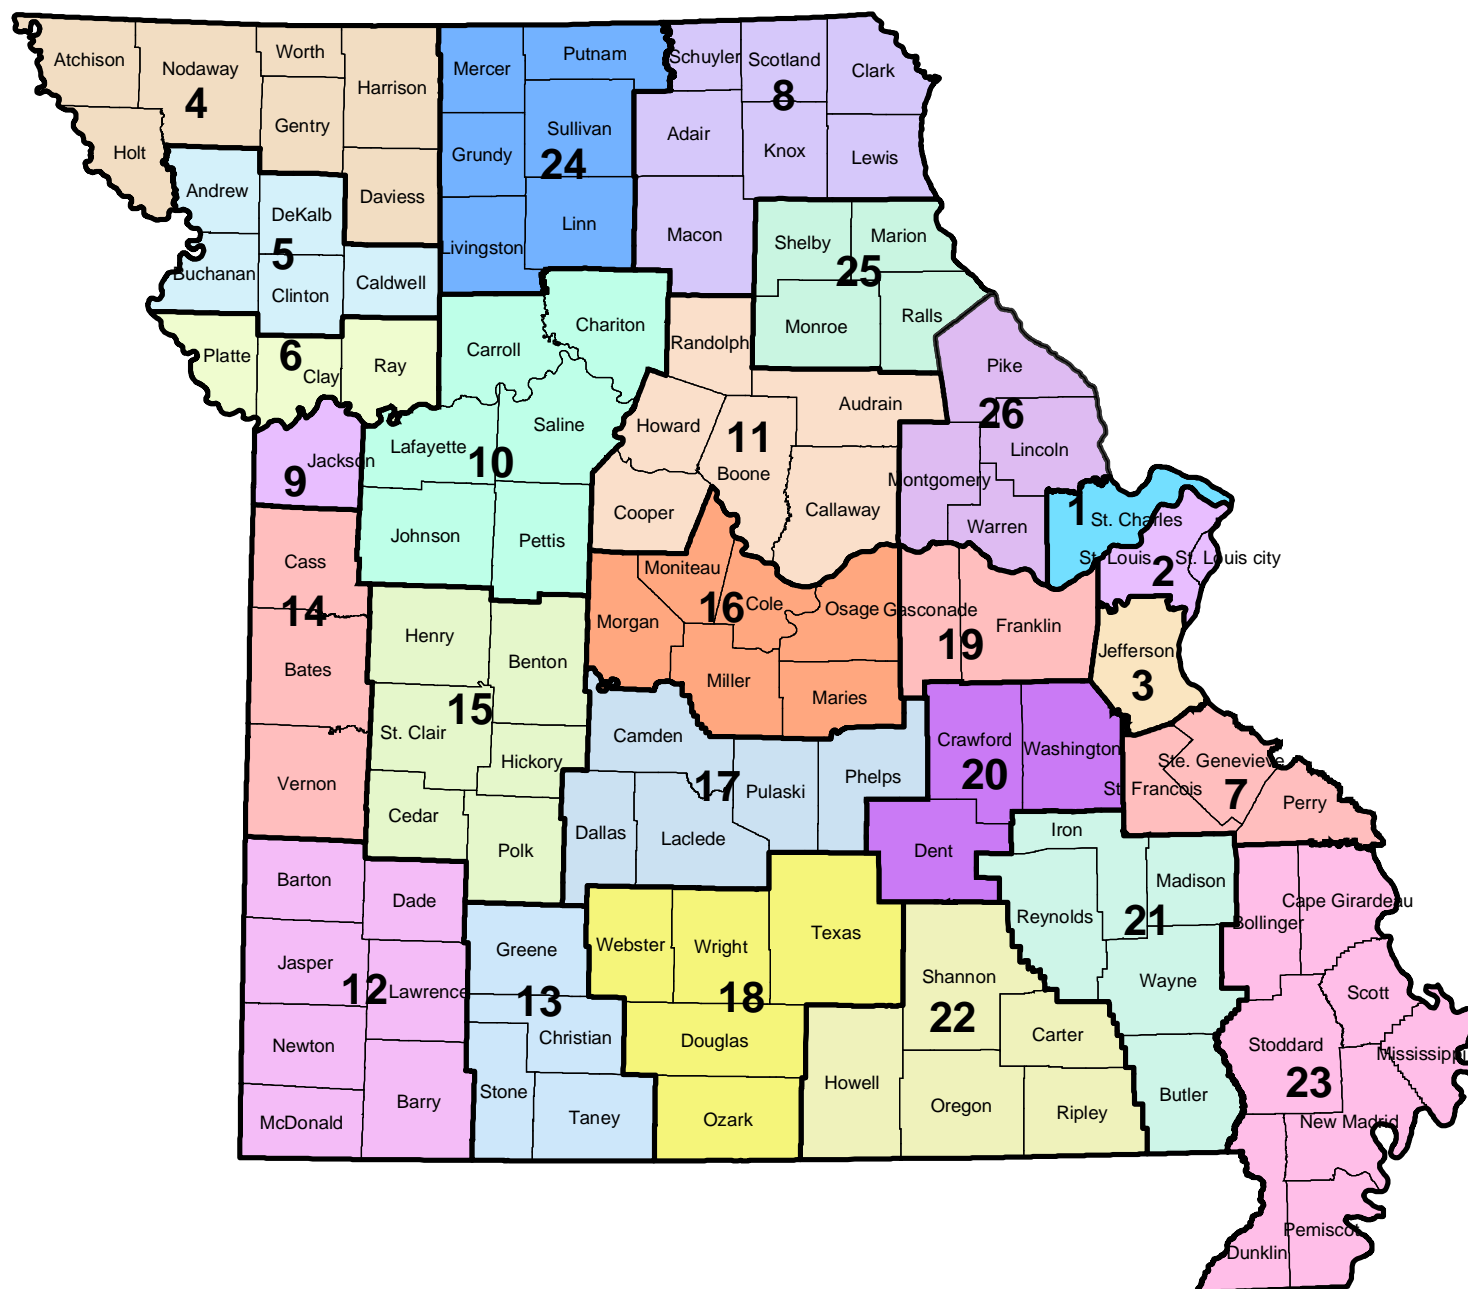 Atchison
Nodaway
Worth
Harrison
Mercer
Putnam
Schuyler
Scotland
Clark
4
8
Holt
Gentry
Grundy
Sullivan
24
Adair
Knox
Lewis
Andrew
DeKalb
Daviess
Livingston
Linn
Macon
Shelby
Marion
25
Buchanan
5
Clinton
Caldwell
Carroll
Chariton
Randolph
Monroe
Ralls
Platte
6
Clay
Ray
Pike
26
Lafayette
10
Saline
Howard
11
Boone
Audrain
Lincoln
9
Jackson
Johnson
Pettis
Cooper
Callaway
Montgomery
Warren
1
St. Charles
St. Louis
2
St. Louis city
Cass
14
Bates
Henry
Benton
Morgan
Moniteau
16
Cole
Osage
Gasconade
19
Franklin
Jefferson
3
15
St. Clair
Hickory
Miller
Maries
Camden
17
Pulaski
Phelps
Crawford
20
Washington
Ste. Genevieve
St. Francois
7
Perry
Vernon
Cedar
Polk
Dallas
Laclede
Dent
Iron
Madison
Barton
Dade
Greene
Webster
Wright
Texas
Reynolds
21
Bollinger
Cape Girardeau
Jasper
12
Lawrence
13
Christian
18
Douglas
Shannon
22
Carter
Wayne
Scott
Stoddard
23
Mississippi
Newton
McDonald
Barry
Stone
Taney
Ozark
Howell
Oregon
Ripley
Butler
New Madrid
Dunklin
Pemiscot